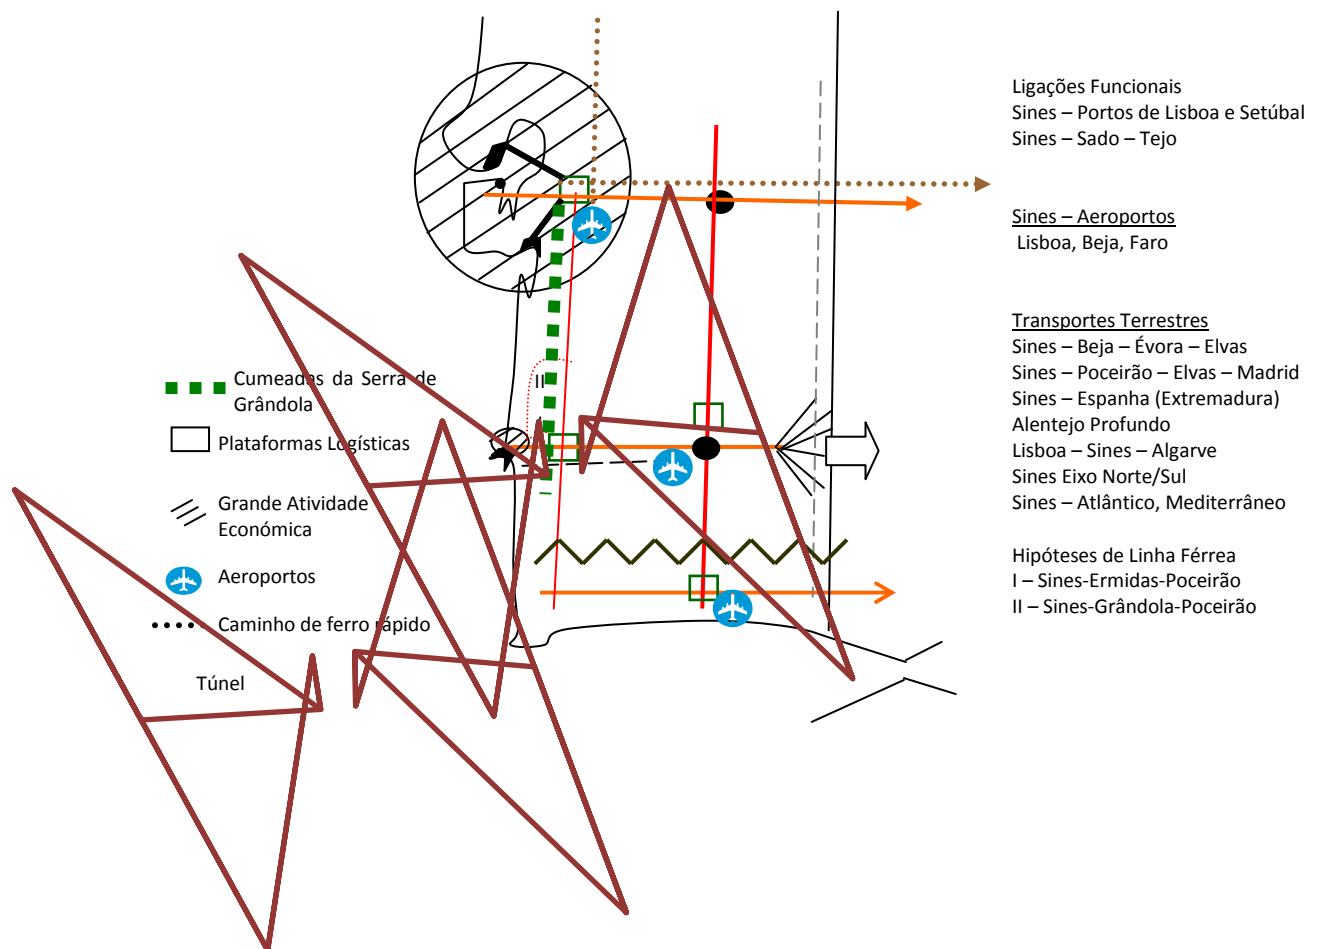 Ligações Funcionais
Sines – Portos de Lisboa e Setúbal
Sines – Sado – Tejo
Sines – Aeroportos
Lisboa, Beja, Faro
Transportes Terrestres
Sines – Beja – Évora – Elvas
Sines – Poceirão – Elvas – Madrid
Sines – Espanha (Extremadura)
Alentejo Profundo
Lisboa – Sines – Algarve
Sines Eixo Norte/Sul
Sines – Atlântico, Mediterrâneo
Hipóteses de Linha Férrea
I – Sines-Ermidas-Poceirão
II – Sines-Grândola-Poceirão
II
Cumeadas da Serra de
Grândola
Plataformas Logísticas
Grande Atividade
Económica
Aeroportos
Caminho de ferro rápido
Túnel